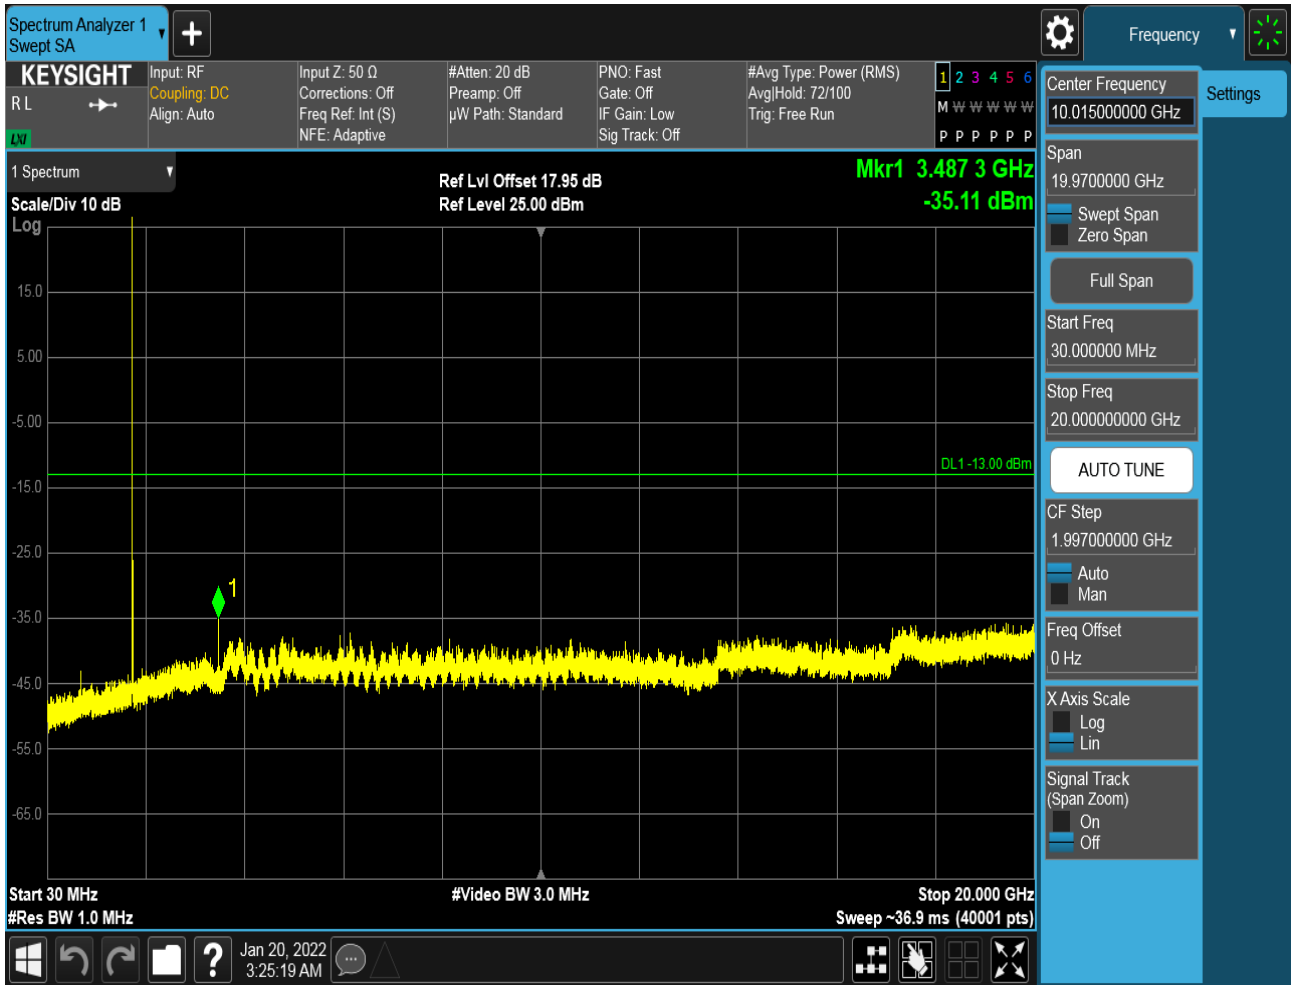 Spectrum Analyzer 1
Swept SA
+
Frequency
KEYSIGHT
R L
LXI
Input: RF
Coupling: DC
Align: Auto
Input Z: 50 Ω
Corrections: Off
Freq Ref: Int (S)
NFE: Adaptive
#Atten: 20 dB
Preamp: Off
µW Path: Standard
PNO: Fast
Gate: Off
IF Gain: Low
Sig Track: Off
#Avg Type: Power (RMS)
Avg|Hold: 72/100
Trig: Free Run
1 2 3 4 5 6
M W W W W W
P P P P P P
1 Spectrum
Scale/Div 10 dB
Log
Ref Lvl Offset 17.95 dB
Ref Level 25.00 dBm
Mkr1 3.487 3 GHz
-35.11 dBm
15.0
5.00
-5.00
DL1 -13.00 dBm
-15.0
-25.0
1
-35.0
-45.0
-55.0
-65.0
Start 30 MHz
#Video BW 3.0 MHz
Stop 20.000 GHz
#Res BW 1.0 MHz
Sweep ~36.9 ms (40001 pts)
?
Jan 20, 2022
3:25:19 AM
Center Frequency
10.015000000 GHz
Settings
Span
19.9700000 GHz
Swept Span
Zero Span
Full Span
Start Freq
30.000000 MHz
Stop Freq
20.000000000 GHz
AUTO TUNE
CF Step
1.997000000 GHz
Auto
Man
Freq Offset
0 Hz
X Axis Scale
Log
Lin
Signal Track
(Span Zoom)
On
Off